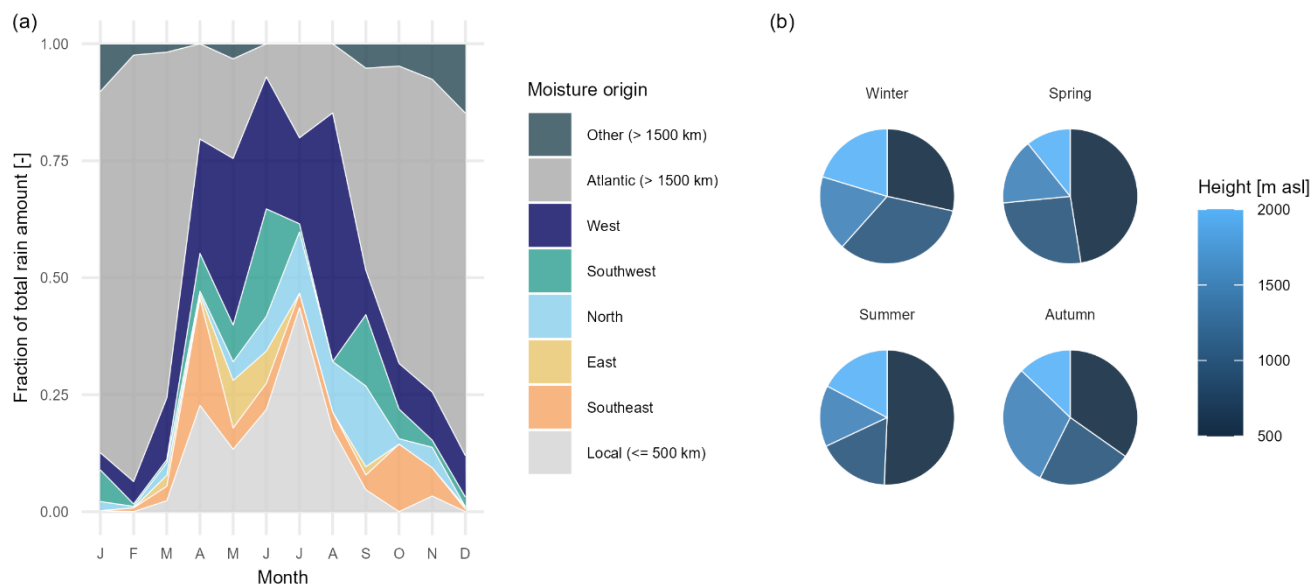 (a)
1.00
0.75
0.50
0.25
0.00
Fraction of total rain amount [-]
J F M A M J J A S O N D
Month
Moisture origin
Other (> 1500 km)
Atlantic (> 1500 km)
West
Southwest
North
East
Southeast
Local (<= 500 km)
(b)
Winter
Spring
Summer
Autumn
Height [m asl]
2000
1500
1000
500